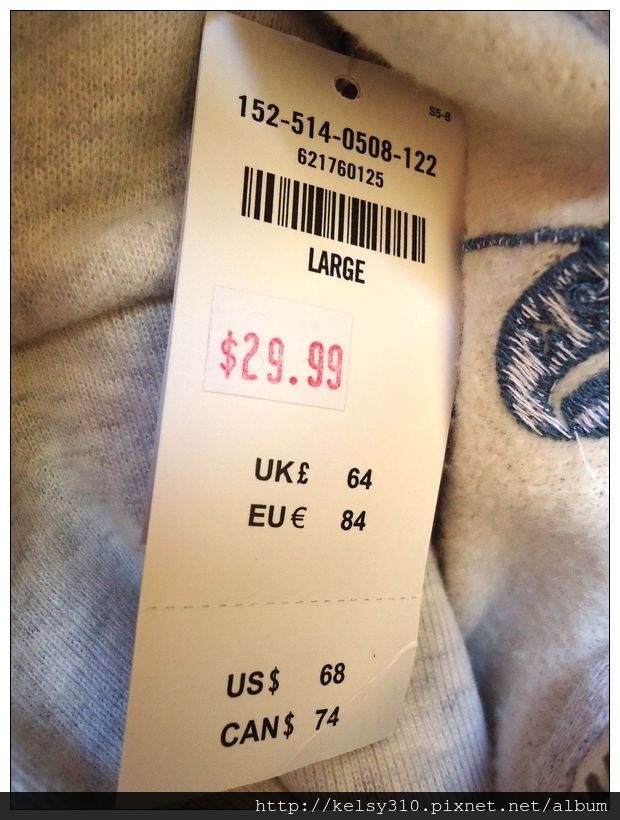 S5-8
152-514-0508-122
621760125
LARGE
$29.99
UK£ 64
EU€ 84
US$ 68
CAN$ 74
http://kelsy310.pixnet.net/album